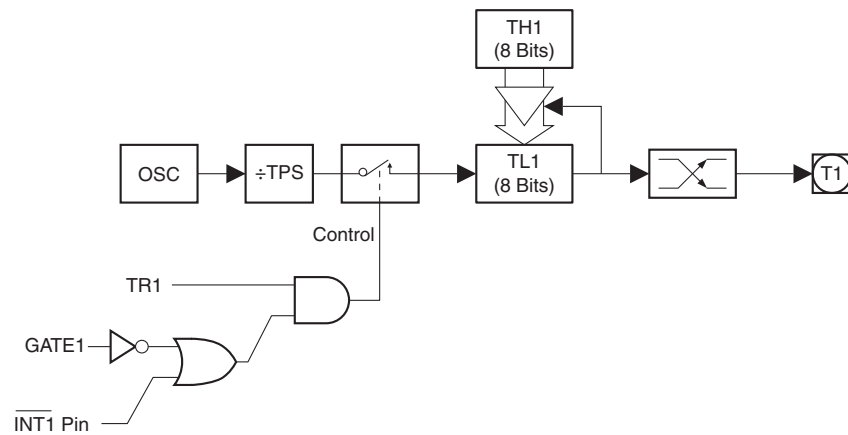 TH1
(8 Bits)
OSC
÷TPS
TL1
(8 Bits)
T1
Control
TR1
GATE1
INT1 Pin